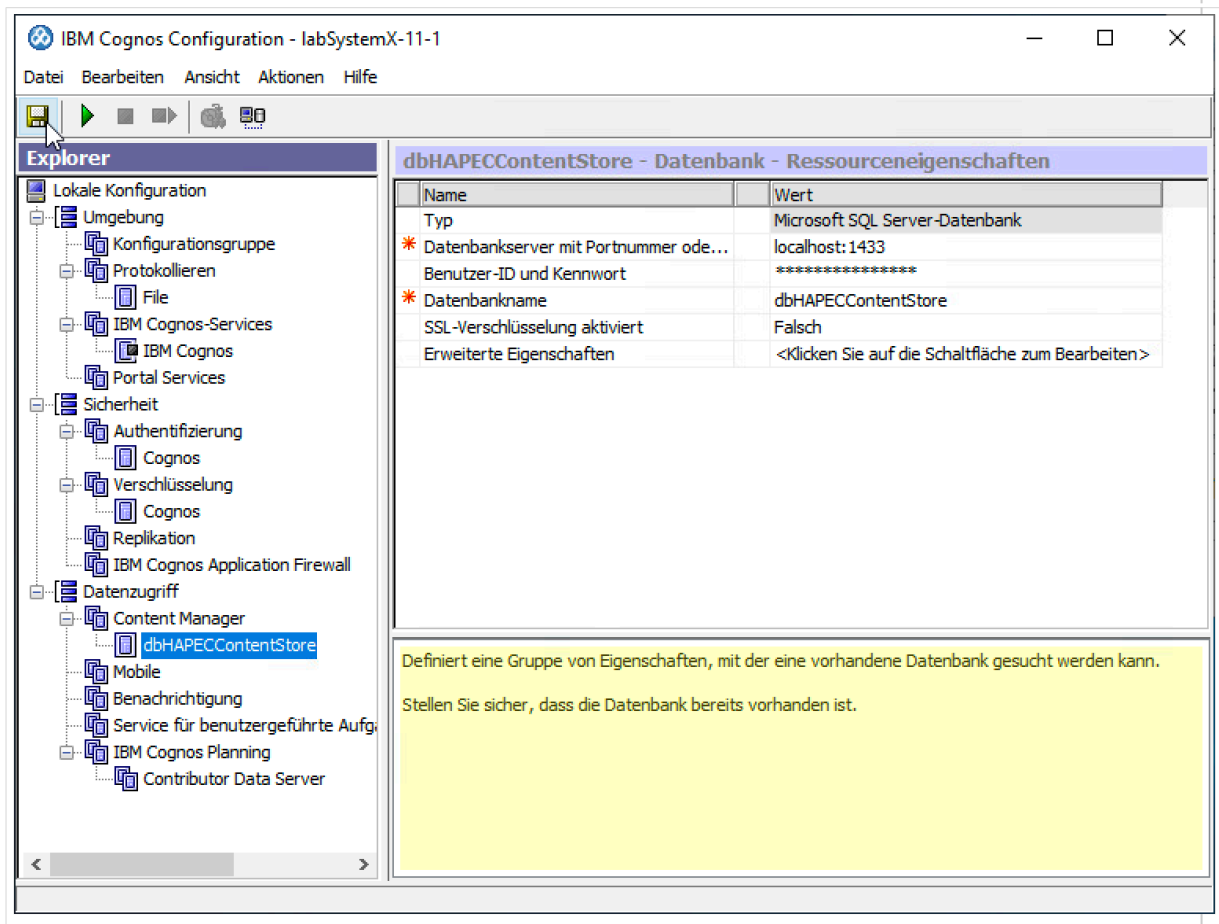 IBM Cognos Configuration - labSystemX-11-1
Datei Bearbeiten Ansicht Aktionen Hilfe
Explorer
Lokale Konfiguration
Umgebung
Konfigurationsgruppe
Protokollieren
File
IBM Cognos-Services
IBM Cognos
Portal Services
Sicherheit
Authentifizierung
Cognos
Verschlüsselung
Cognos
Replikation
IBM Cognos Application Firewall
Datenzugriff
Content Manager
dbHAPECContentStore
Mobile
Benachrichtigung
Service für benutzergeführte Aufg
IBM Cognos Planning
Contributor Data Server
dbHAPECContentStore - Datenbank - Ressourceneigenschaften
Name Wert
Typ Microsoft SQL Server-Datenbank
* Datenbankserver mit Portnummer ode... localhost:1433
Benutzer-ID und Kennwort ***************
* Datenbankname dbHAPECContentStore
SSL-Verschlüsselung aktiviert Falsch
Erweiterte Eigenschaften <Klicken Sie auf die Schaltfläche zum Bearbeiten>
Definiert eine Gruppe von Eigenschaften, mit der eine vorhandene Datenbank gesucht werden kann.
Stellen Sie sicher, dass die Datenbank bereits vorhanden ist.